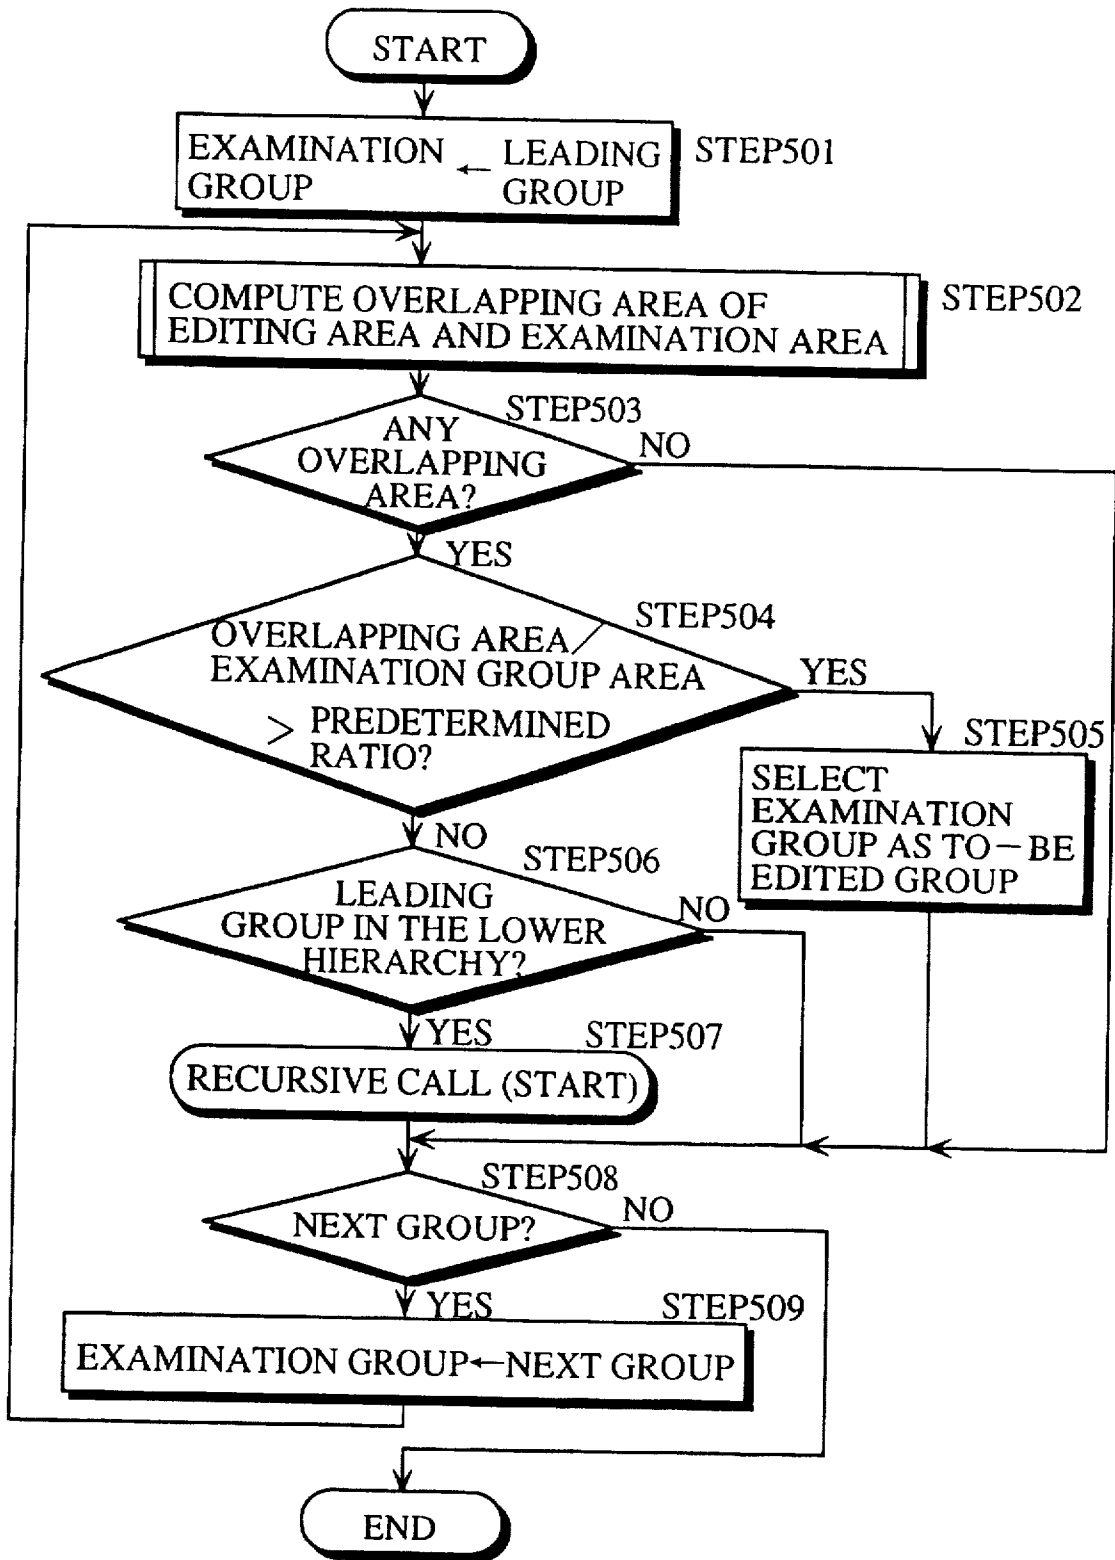 START
EXAMINATION ← LEADING
GROUP GROUP
STEP501
COMPUTE OVERLAPPING AREA OF
EDITING AREA AND EXAMINATION AREA
STEP502
STEP503
ANY
OVERLAPPING
AREA?
NO
YES
STEP504
OVERLAPPING AREA/
EXAMINATION GROUP AREA
> PREDETERMINED
RATIO?
YES
STEP505
SELECT
EXAMINATION
GROUP AS TO-BE
EDITED GROUP
NO
STEP506
LEADING
GROUP IN THE LOWER
HIERARCHY?
NO
YES
STEP507
RECURSIVE CALL (START)
STEP508
NEXT GROUP?
NO
YES
STEP509
EXAMINATION GROUP←NEXT GROUP
END